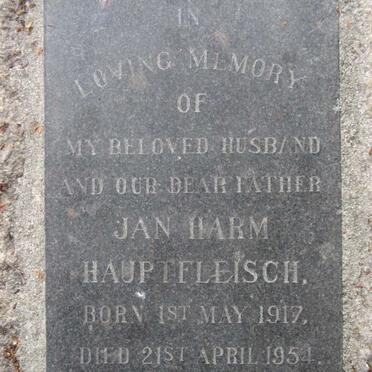 IN
LOVING MEMORY
OF
MY BELOVED HUSBAND
AND OUR DEAR FATHER
JAN HARM
HAUPTFLEISCH,
BORN 1ST MAY 1917,
DIED 21ST APRIL 1954.